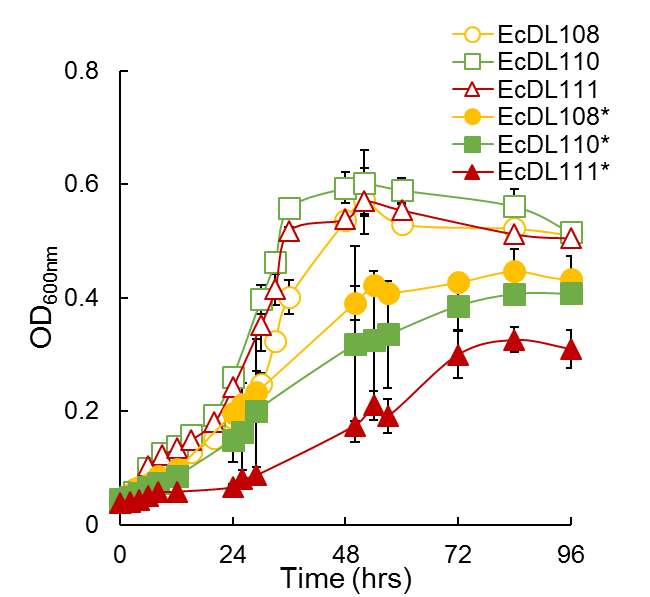 EcDL108
EcDL110
EcDL111
EcDL108*
EcDL110*
EcDL111*
0.8
0.6
0.4
0.2
0
OD600nm
0 24 48 72 96
Time (hrs)